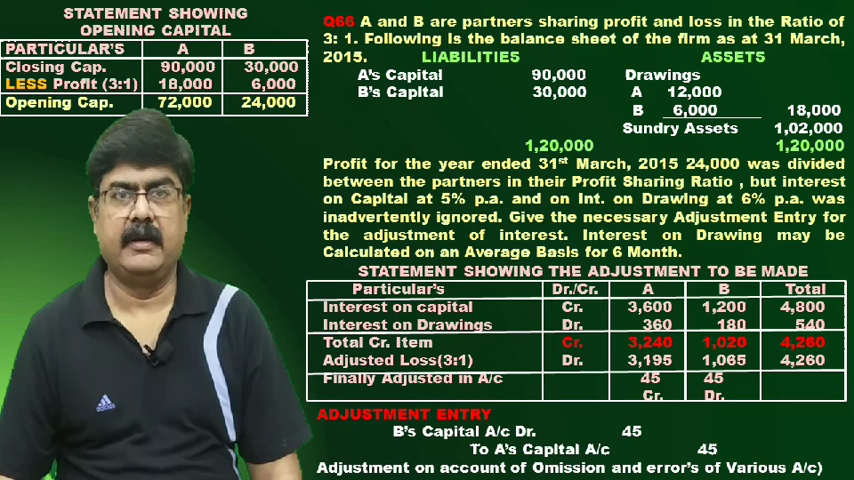 STATEMENT SHOWING
OPENING CAPITAL
PARTICULAR'S A B
Closing Cap. 90,000 30,000
LESS Profit (3:1) 18,000 6,000
Opening Cap. 72,000 24,000
Q66 A and B are partners sharing profit and loss in the Ratio of
3: 1. Following is the balance sheet of the firm as at 31 March,
2015. LIABILITIES ASSETS
A's Capital 90,000 Drawings
B's Capital 30,000 A 12,000
B 6,000 18,000
Sundry Assets 1,02,000
1,20,000 1,20,000
Profit for the year ended 31st March, 2015 24,000 was divided
between the partners in their Profit Sharing Ratio , but interest
on Capital at 5% p.a. and on Int. on Drawing at 6% p.a. was
inadvertently ignored. Give the necessary Adjustment Entry for
the adjustment of interest. Interest on Drawing may be
Calculated on an Average Basis for 6 Month.
STATEMENT SHOWING THE ADJUSTMENT TO BE MADE
Particular's Dr./Cr. A B Total
Interest on capital Cr. 3,600 1,200 4,800
Interest on Drawings Dr. 360 180 540
Total Cr. Item Cr. 3,240 1,020 4,260
Adjusted Loss(3:1) Dr. 3,195 1,065 4,260
Finally Adjusted in A/c 45 45
Cr. Dr.
ADJUSTMENT ENTRY
B's Capital A/c Dr. 45
To A's Capital A/c 45
Adjustment on account of Omission and error's of Various A/c)
adidas